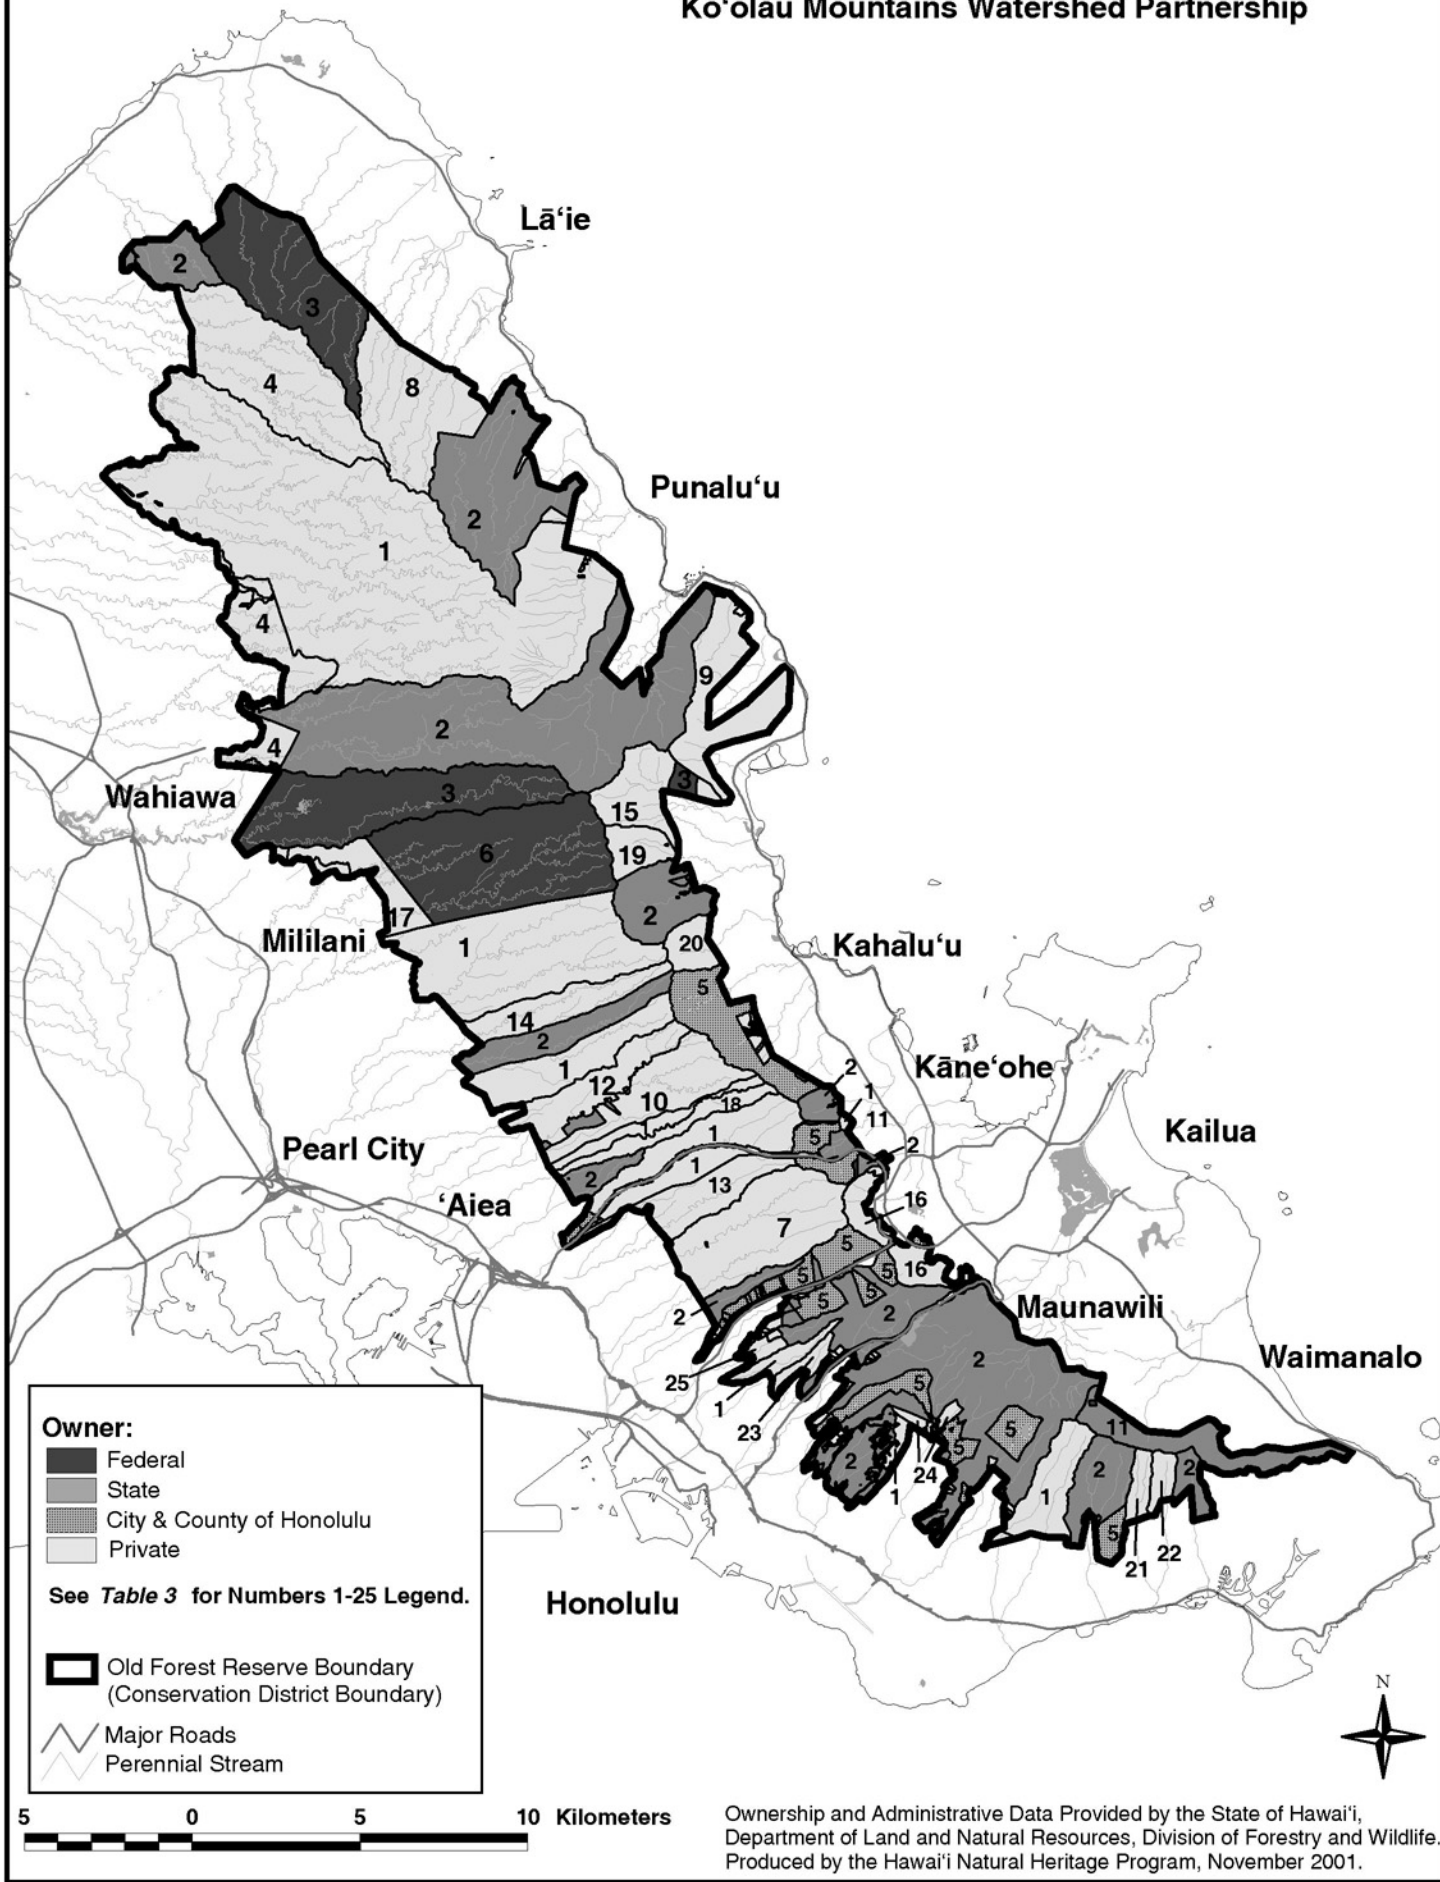 Ko‘olau Mountains Watershed Partnership
Lā‘ie
2
3
4
8
Punalu‘u
2
1
4
9
2
4
3
Wahiawa
3
15
6
19
2
17
Mililani
1
20
Kahalu‘u
5
14
2
1
2
Kāne‘ohe
12
1
10
18
11
Kailua
1
5
2
Pearl City
1
2
13
16
‘Aiea
7
5
5
5
16
5
5
2
2
Maunawili
2
Waimanalo
25
5
1
23
5
11
5
2
24
2
2
1
1
5
22
21
Honolulu
Owner:
Federal
State
City & County of Honolulu
Private
See Table 3 for Numbers 1-25 Legend.
Old Forest Reserve Boundary
(Conservation District Boundary)
Major Roads
Perennial Stream
N
5 0 5 10 Kilometers
Ownership and Administrative Data Provided by the State of Hawai‘i,
Department of Land and Natural Resources, Division of Forestry and Wildlife.
Produced by the Hawai‘i Natural Heritage Program, November 2001.